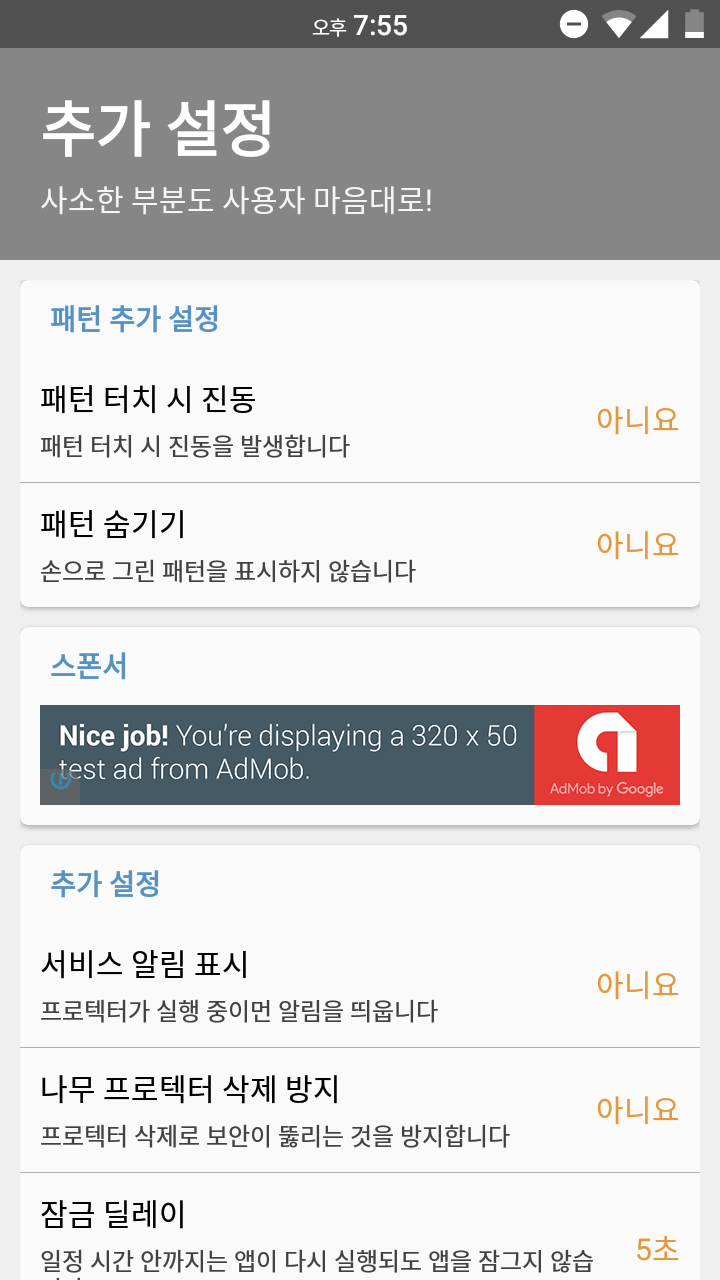 오후 7:55
추가 설정
사소한 부분도 사용자 마음대로!
패턴 추가 설정
패턴 터치 시 진동
아니요
패턴 터치 시 진동을 발생합니다
패턴 숨기기
아니요
손으로 그린 패턴을 표시하지 않습니다
스폰서
Nice job! You're displaying a 320 x 50
test ad from AdMob.
AdMob by Google
추가 설정
서비스 알림 표시
아니요
프로텍터가 실행 중이먼 알림을 띄웁니다
나무 프로텍터 삭제 방지
아니요
프로텍터 삭제로 보안이 뚫리는 것을 방지합니다
잠금 딜레이
5초
일정 시간 안까지는 앱이 다시 실행되도 앱을 잠그지 않습